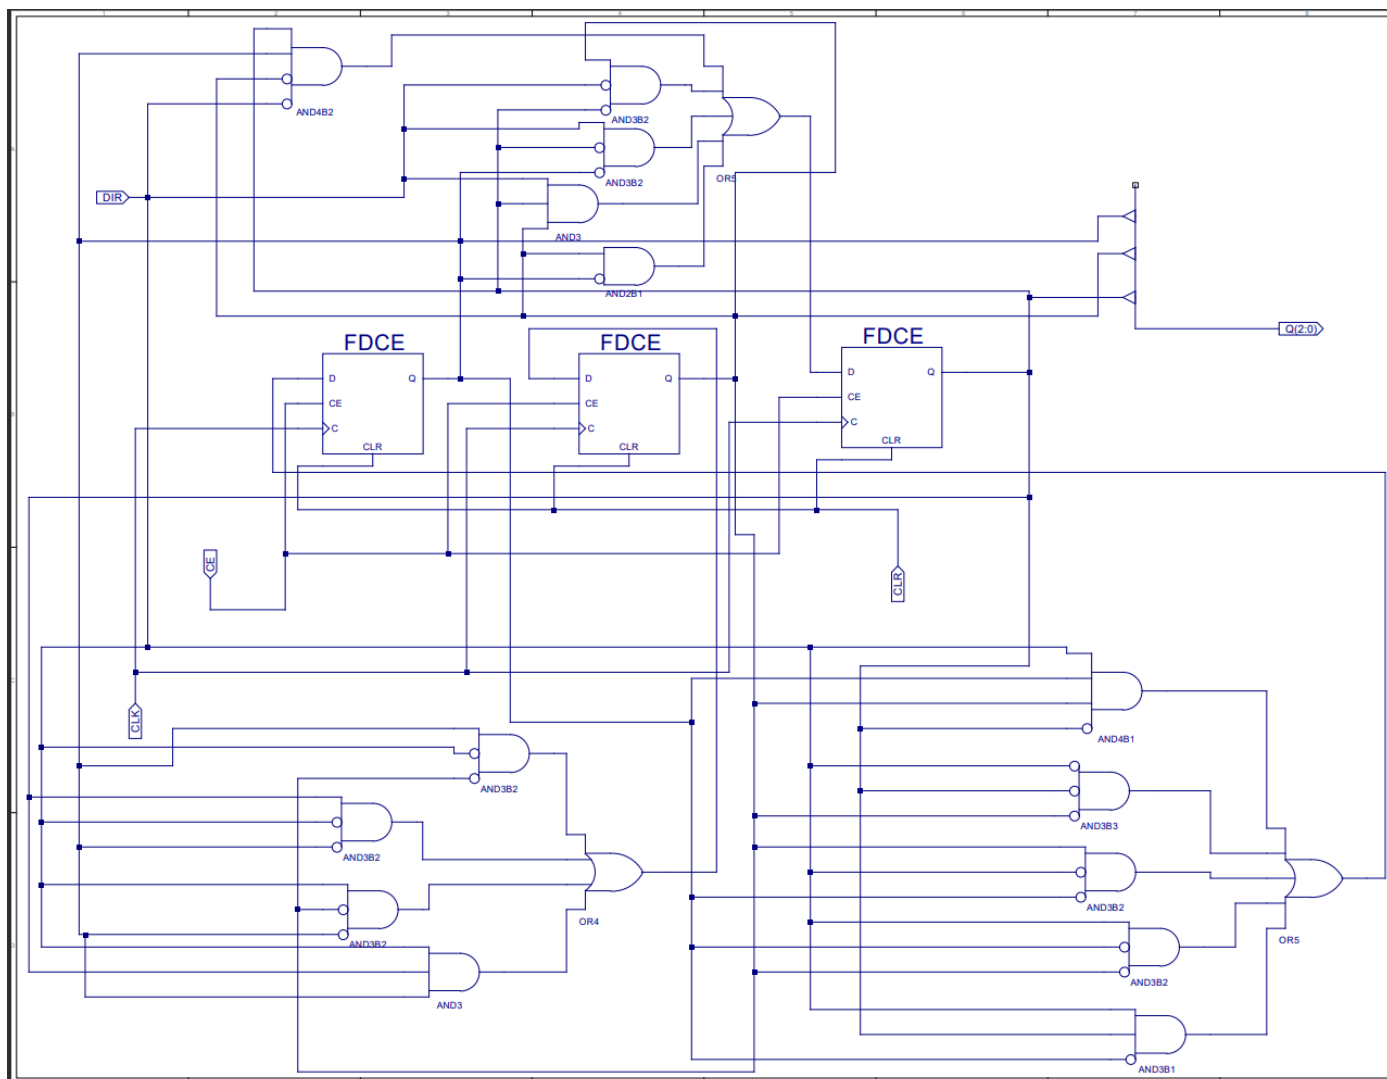 AND4B2
AND3B2
AND3B2
OR5
DIR
AND3
AND2B1
Q(2:0)
FDCE
FDCE
FDCE
D
Q
CE
C
CLR
D
Q
CE
C
CLR
D
Q
CE
C
CLR
CE
CLR
CLK
AND4B1
AND3B2
AND3B3
AND3B2
AND3B2
AND3B2
OR4
OR5
AND3B2
AND3
AND3B1